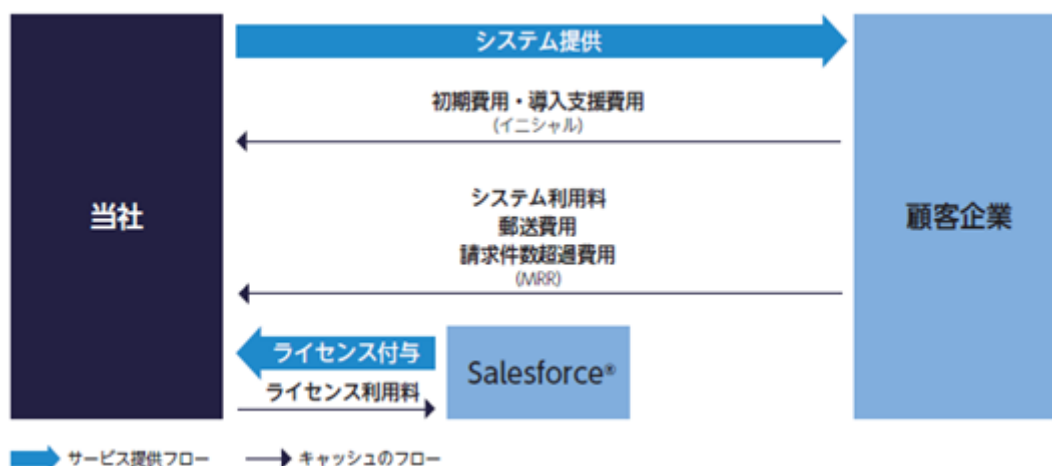 システム提供
初期費用・導入支援費用
(イニシャル)
当社
システム利用料
郵送費用
請求件数超過費用
(MRR)
顧客企業
ライセンス付与
ライセンス利用料
Salesforce®
サービス提供フロー
キャッシュのフロー